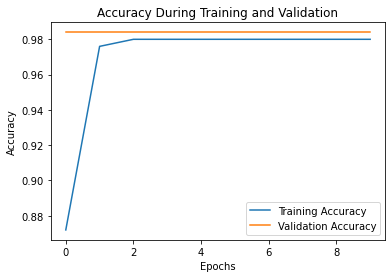 Accuracy During Training and Validation
0.98
0.96
0.94
0.92
0.90
0.88
Accuracy
Training Accuracy
Validation Accuracy
0
2
4
6
8
Epochs